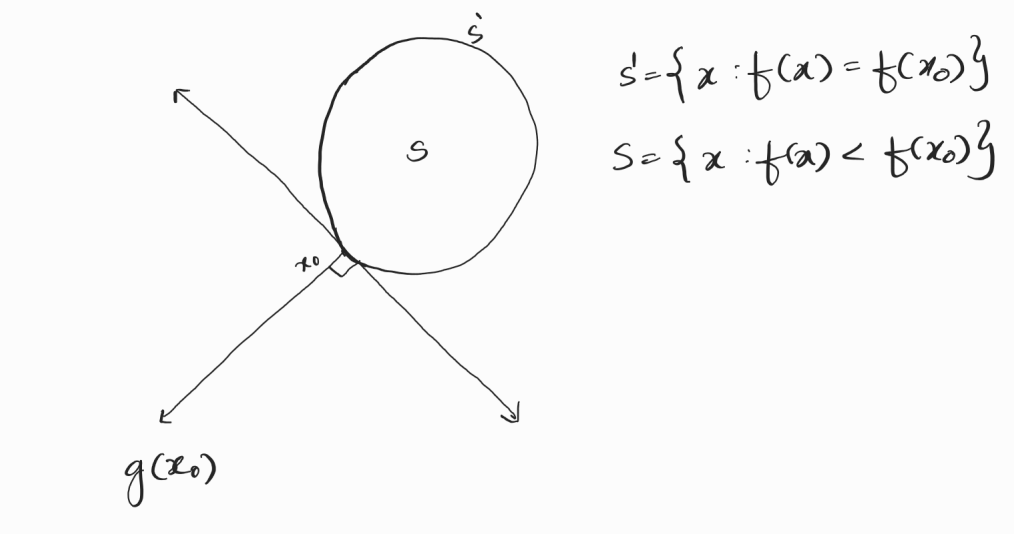 S'
S' = { x : f(x) = f(x₀) }
S
S = { x : f(x) < f(x₀) }
x₀
g(x₀)